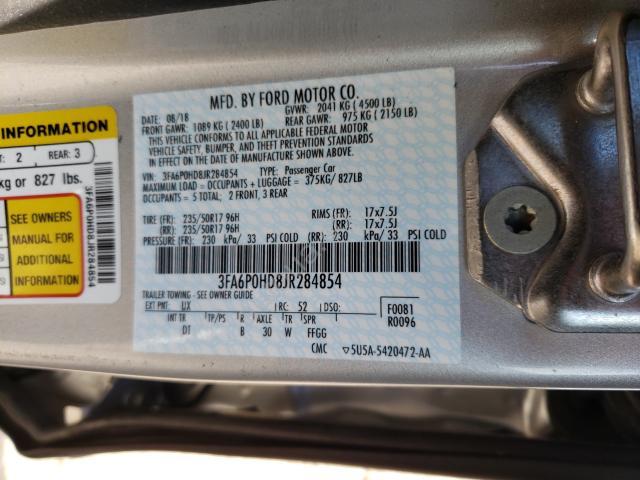 MFD. BY FORD MOTOR CO.
DATE: 08/18 GVWR: 2041 KG (4500 LB)
FRONT GAWR: 1089 KG (2400 LB) REAR GAWR: 975 KG (2150 LB)
THIS VEHICLE CONFORMS TO ALL APPLICABLE FEDERAL MOTOR
VEHICLE SAFETY, BUMPER, AND THEFT PREVENTION STANDARDS
IN EFFECT ON THE DATE OF MANUFACTURE SHOWN ABOVE.
VIN: 3FA6P0HD8JR284854 TYPE: Passenger Car
MAXIMUM LOAD = OCCUPANTS + LUGGAGE = 375KG/827LB
OCCUPANTS = 5 TOTAL; 2 FRONT, 3 REAR
TIRE (FR): 235/50R17 96H RIMS (FR): 17x7.5J
(RR): 235/50R17 96H (RR): 17x7.5J
PRESSURE (FR): 230 kPa/ 33 PSI COLD (RR): 230 kPa/ 33 PSI COLD
3FA6P0HD8JR284854
TRAILER TOWING - SEE OWNER GUIDE
EXT PNT: UX RC: 52 DSO:
INT TR TP/PS R AXLE TR SPR
DT B 30 W FFGG
F0081
R0096
CMC ▽5U5A-5420472-AA
INFORMATION
: 2 REAR: 3
kg or 827 lbs.
SEE OWNERS
MANUAL FOR
ADDITIONAL
INFORMATION
3FA6P0HD8JR284854